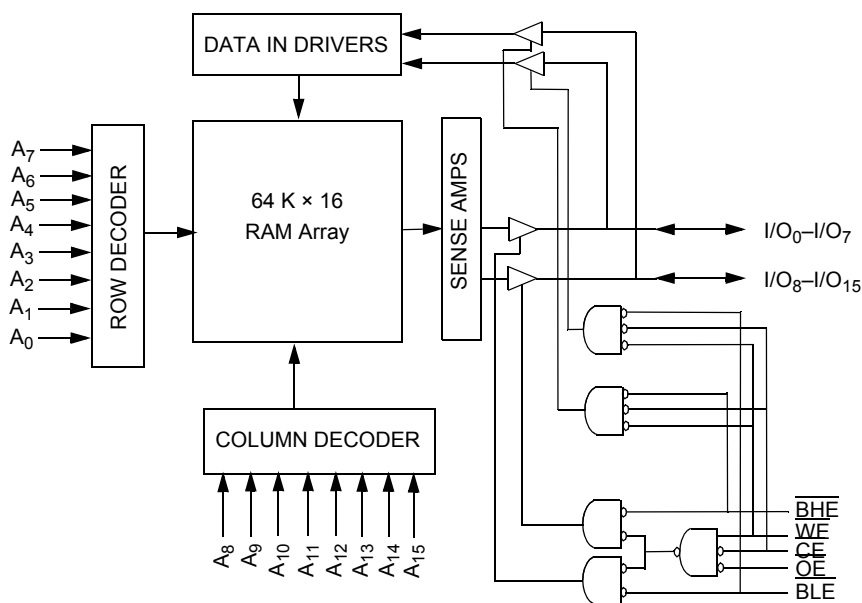 DATA IN DRIVERS
A7
A6
A5
A4
A3
A2
A1
A0
ROW DECODER
64 K × 16
RAM Array
SENSE AMPS
I/O0–I/O7
I/O8–I/O15
COLUMN DECODER
A8
A9
A10
A11
A12
A13
A14
A15
BHE
WE
CE
OE
BLE